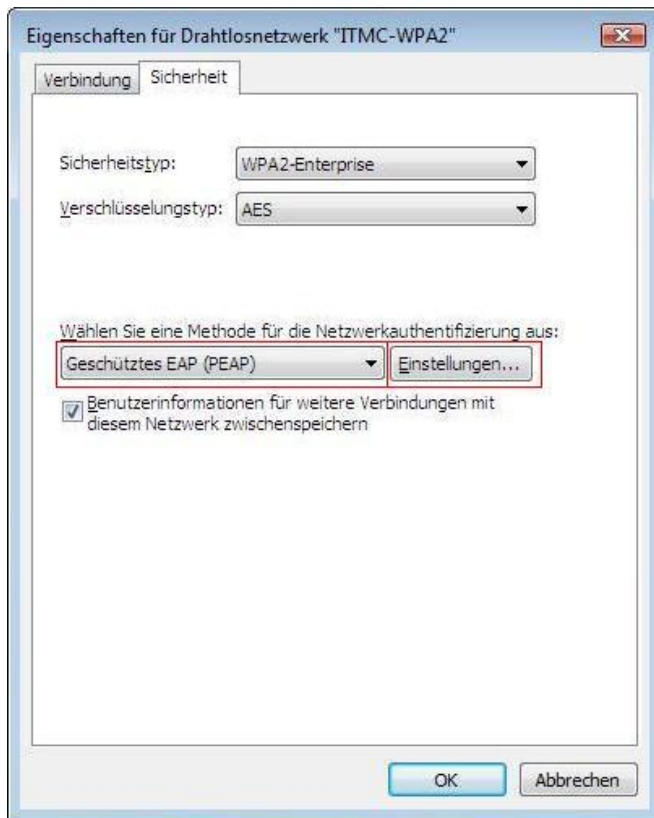 Eigenschaften für Drahtlosnetzwerk "ITMC-WPA2"
Verbindung Sicherheit
Sicherheitstyp: WPA2-Enterprise
Verschlüsselungstyp: AES
Wählen Sie eine Methode für die Netzwerkauthentifizierung aus:
Geschütztes EAP (PEAP) Einstellungen...
Benutzerinformationen für weitere Verbindungen mit
diesem Netzwerk zwischenspeichern
OK Abbrechen